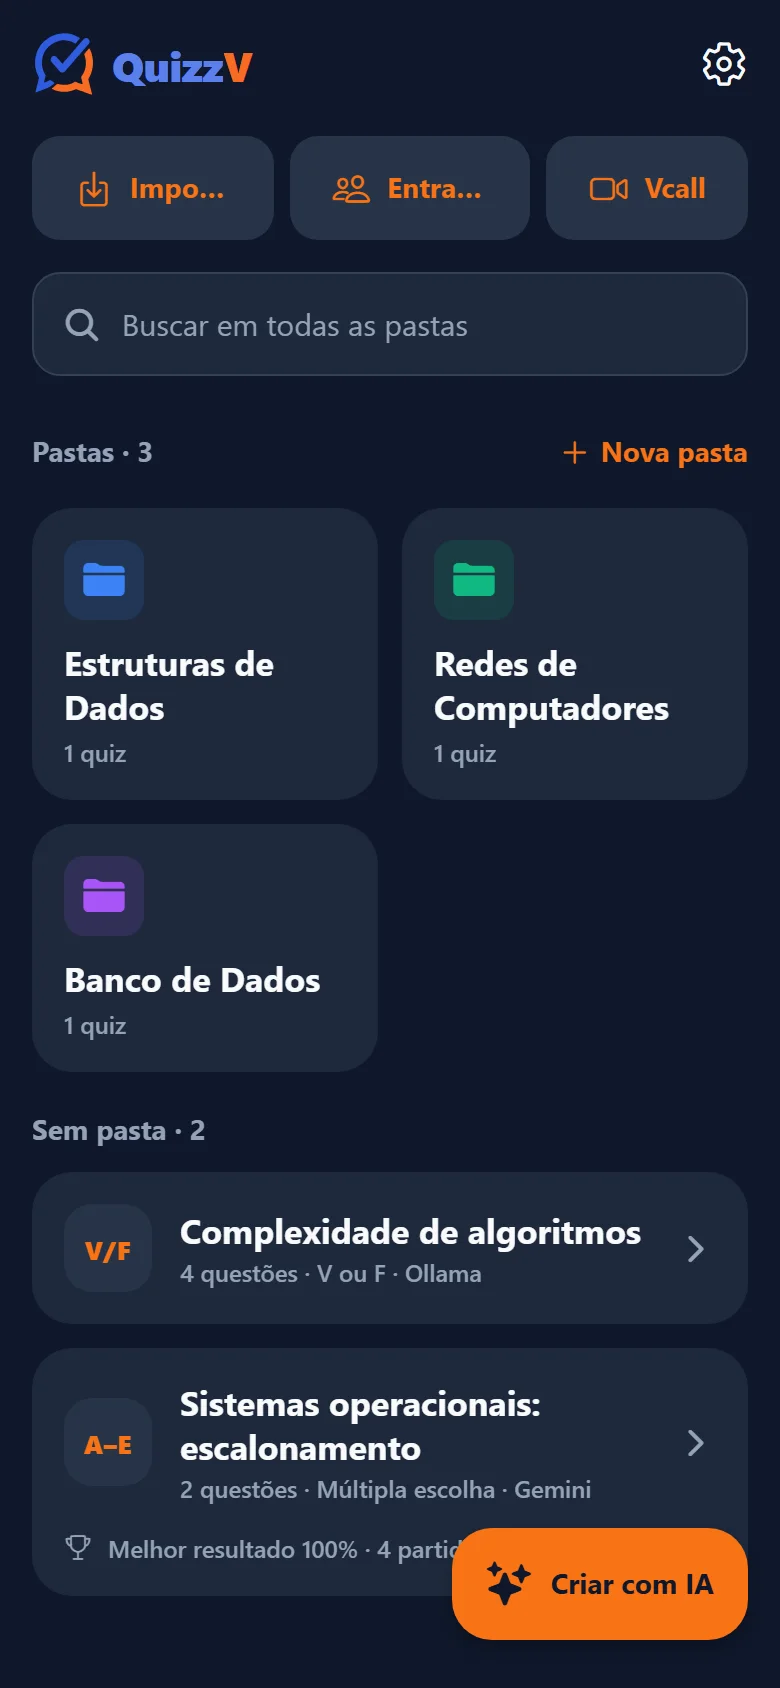 QuizzV
Impo...
Entra...
Vcall
Buscar em todas as pastas
Pastas · 3
Nova pasta
Estruturas de
Dados
1 quiz
Redes de
Computadores
1 quiz
Banco de Dados
1 quiz
Sem pasta · 2
V/F
Complexidade de algoritmos
4 questões · V ou F · Ollama
A–E
Sistemas operacionais:
escalonamento
2 questões · Múltipla escolha · Gemini
Melhor resultado 100% · 4 partid
Criar com IA